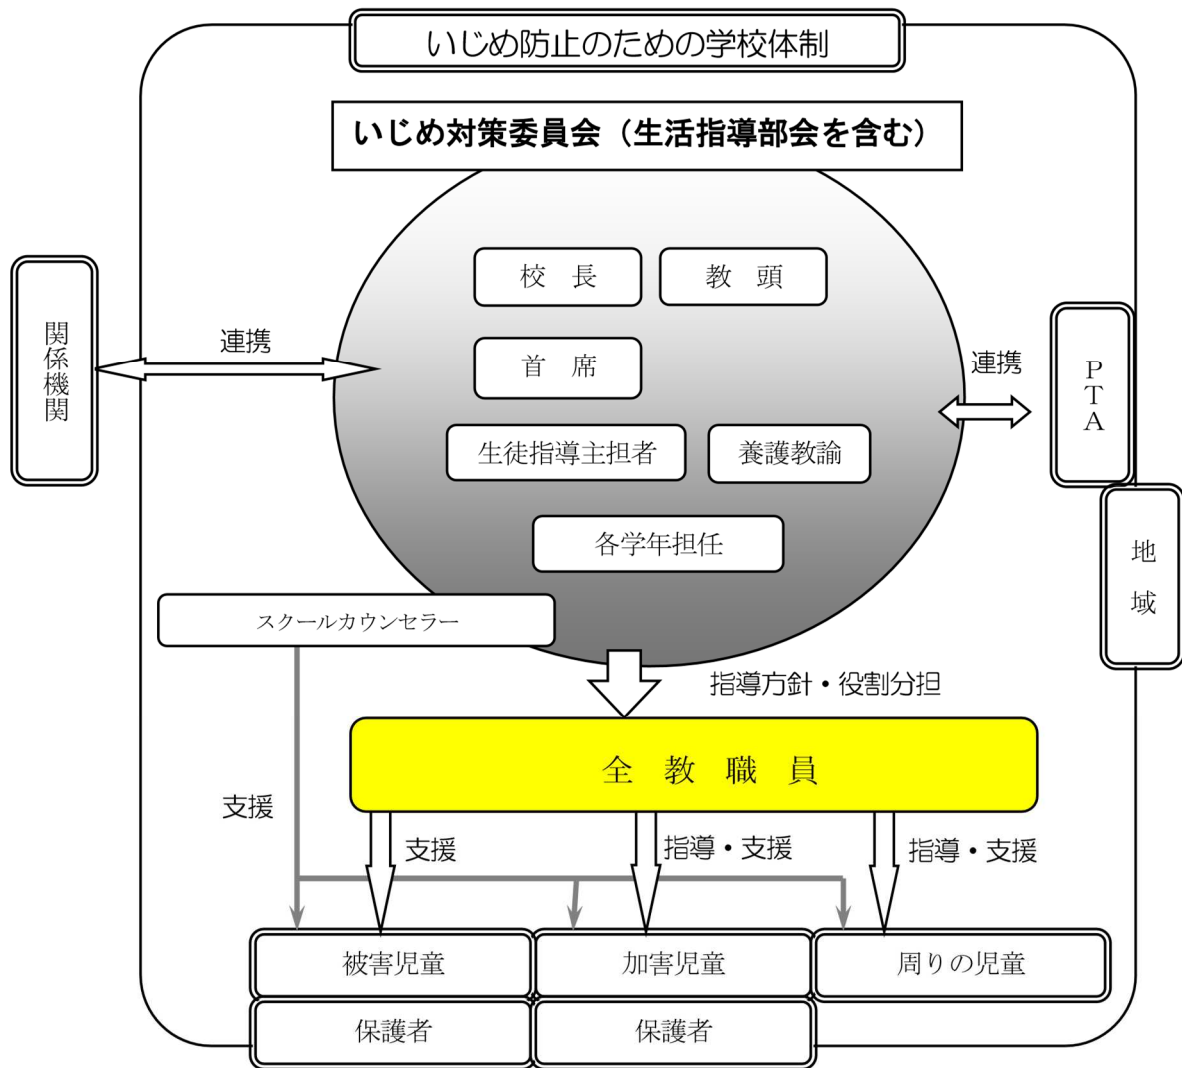 いじめ防止のための学校体制
いじめ対策委員会（生活指導部会を含む）
校　長
教　頭
関係機関
連携
首　席
連携
PTA
生徒指導主担者
養護教諭
各学年担任
地　域
スクールカウンセラー
指導方針・役割分担
全　教　職　員
支援
支援
指導・支援
指導・支援
被害児童
加害児童
周りの児童
保護者
保護者